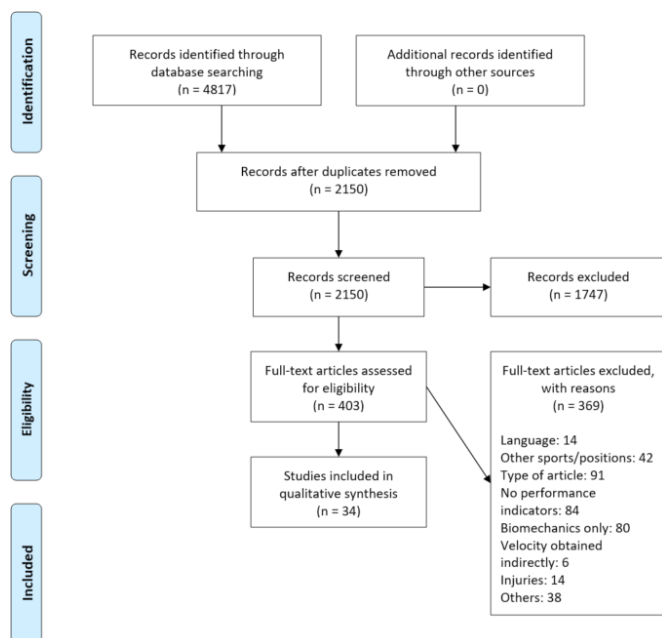 Identification
Records identified through
database searching
(n = 4817)
Additional records identified
through other sources
(n = 0)
Records after duplicates removed
(n = 2150)
Screening
Records screened
(n = 2150)
Records excluded
(n = 1747)
Eligibility
Full-text articles assessed
for eligibility
(n = 403)
Full-text articles excluded,
with reasons
(n = 369)
Language: 14
Other sports/positions: 42
Type of article: 91
No performance
indicators: 84
Biomechanics only: 80
Velocity obtained
indirectly: 6
Injuries: 14
Others: 38
Included
Studies included in
qualitative synthesis
(n = 34)